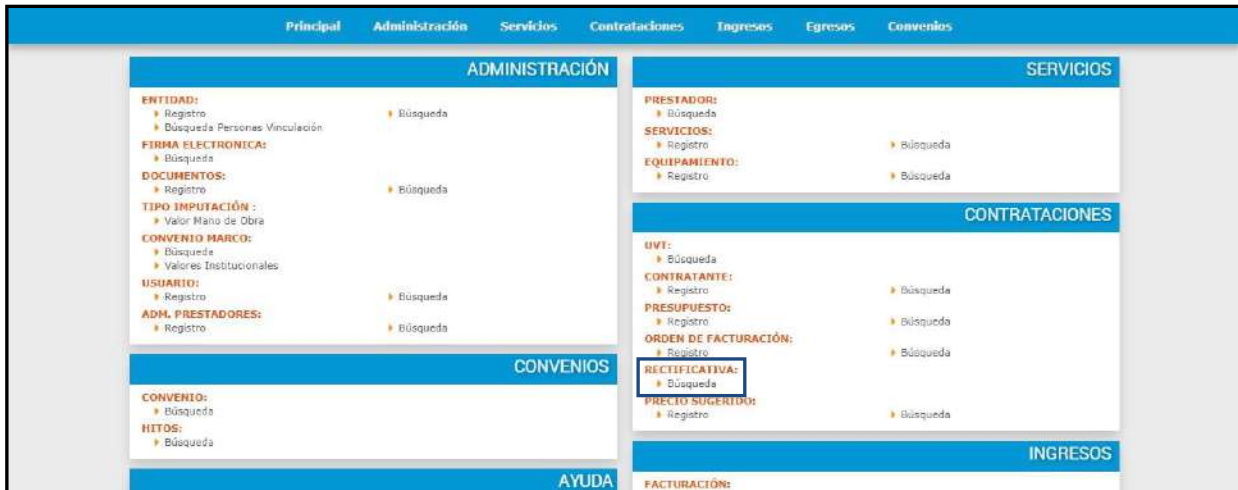 Principal Administración Servicios Contrataciones Ingresos Egresos Convenios
ADMINISTRACIÓN
ENTIDAD:
Registro Búsqueda
Búsqueda Personas Vinculación
FIRMA ELECTRONICA:
Búsqueda
DOCUMENTOS:
Registro Búsqueda
TIPO IMPUTACIÓN :
Valor Mano de Obra
CONVENIO MARCO:
Búsqueda
Valores Institucionales
USUARIO:
Registro Búsqueda
ADM. PRESTADORES:
Registro Búsqueda
CONVENIOS
CONVENIO:
Búsqueda
HITOS:
Búsqueda
AYUDA
SERVICIOS
PRESTADOR:
Búsqueda
SERVICIOS:
Registro Búsqueda
EQUIPAMIENTO:
Registro Búsqueda
CONTRATACIONES
UVT:
Búsqueda
CONTRATANTE:
Registro Búsqueda
PRESUPUESTO:
Registro Búsqueda
ORDEN DE FACTURACIÓN:
Registro Búsqueda
RECTIFICATIVA:
Búsqueda
PRECIO SUGERIDO:
Registro Búsqueda
INGRESOS
FACTURACIÓN: